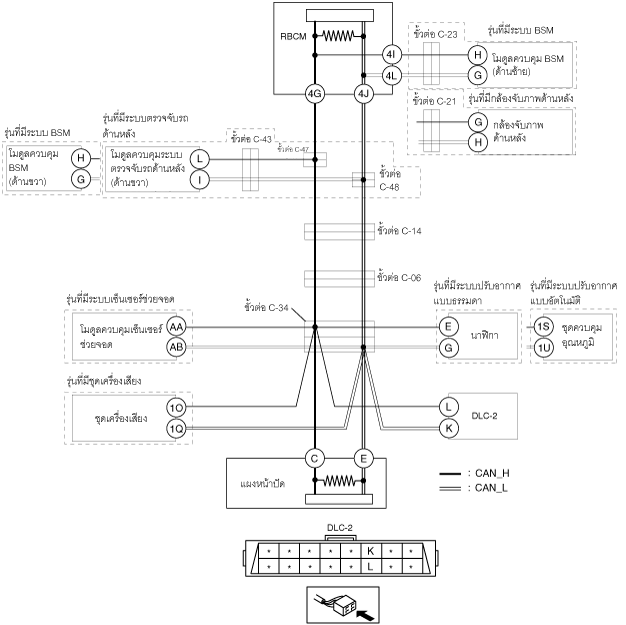 RBCM
4I
4L
4G
4J
ขั้วต่อ C-23
รุ่นที่มีระบบ BSM
H
G
โมดูลควบคุม BSM
(ด้านซ้าย)
ขั้วต่อ C-21
รุ่นที่มีกล้องจับภาพด้านหลัง
G
H
กล้องจับภาพ
ด้านหลัง
รุ่นที่มีระบบ BSM
โมดูลควบคุม
BSM
(ด้านขวา)
H
G
รุ่นที่มีระบบตรวจจับรถ
ด้านหลัง
โมดูลควบคุมระบบ
ตรวจจับรถด้านหลัง
(ด้านขวา)
L
I
ขั้วต่อ C-43
ขั้วต่อ C-47
ขั้วต่อ
C-48
ขั้วต่อ C-14
ขั้วต่อ C-06
รุ่นที่มีระบบเซ็นเซอร์ช่วยจอด
โมดูลควบคุมเซ็นเซอร์
ช่วยจอด
AA
AB
ขั้วต่อ C-34
รุ่นที่มีระบบปรับอากาศ
แบบธรรมดา
E
G
นาฬิกา
รุ่นที่มีระบบปรับอากาศ
แบบอัตโนมัติ
1S
1U
ชุดควบคุม
อุณหภูมิ
รุ่นที่มีชุดเครื่องเสียง
ชุดเครื่องเสียง
1O
1Q
L
K
DLC-2
C
E
แผงหน้าปัด
: CAN_H
: CAN_L
DLC-2
* * * * * K * *
* * * * * L * *